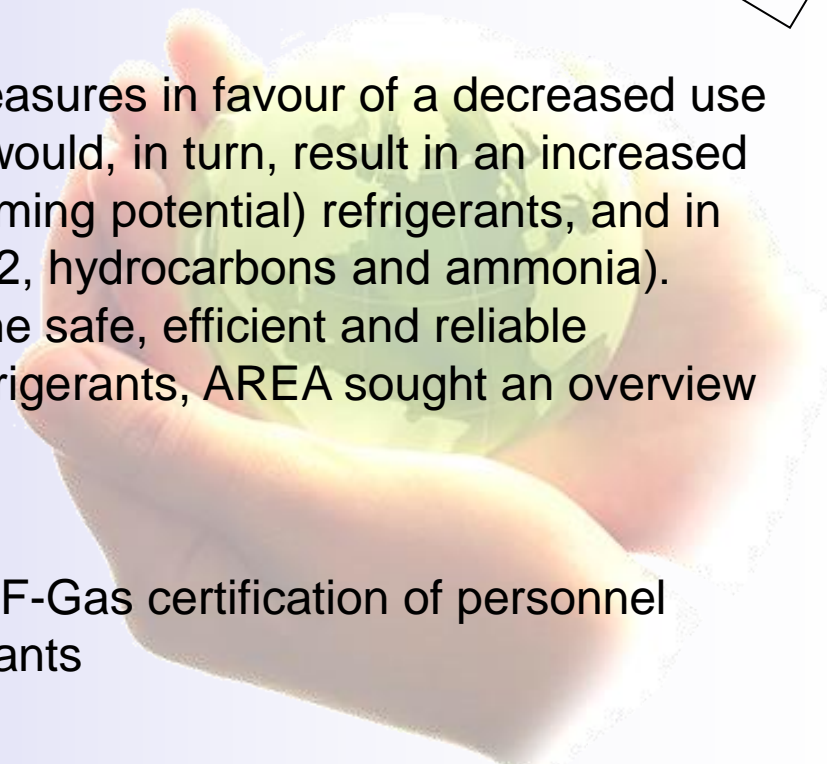 easures in favour of a decreased use
would, in turn, result in an increased
ming potential) refrigerants, and in
2, hydrocarbons and ammonia).
ne safe, efficient and reliable
rigerants, AREA sought an overview
F-Gas certification of personnel
ants